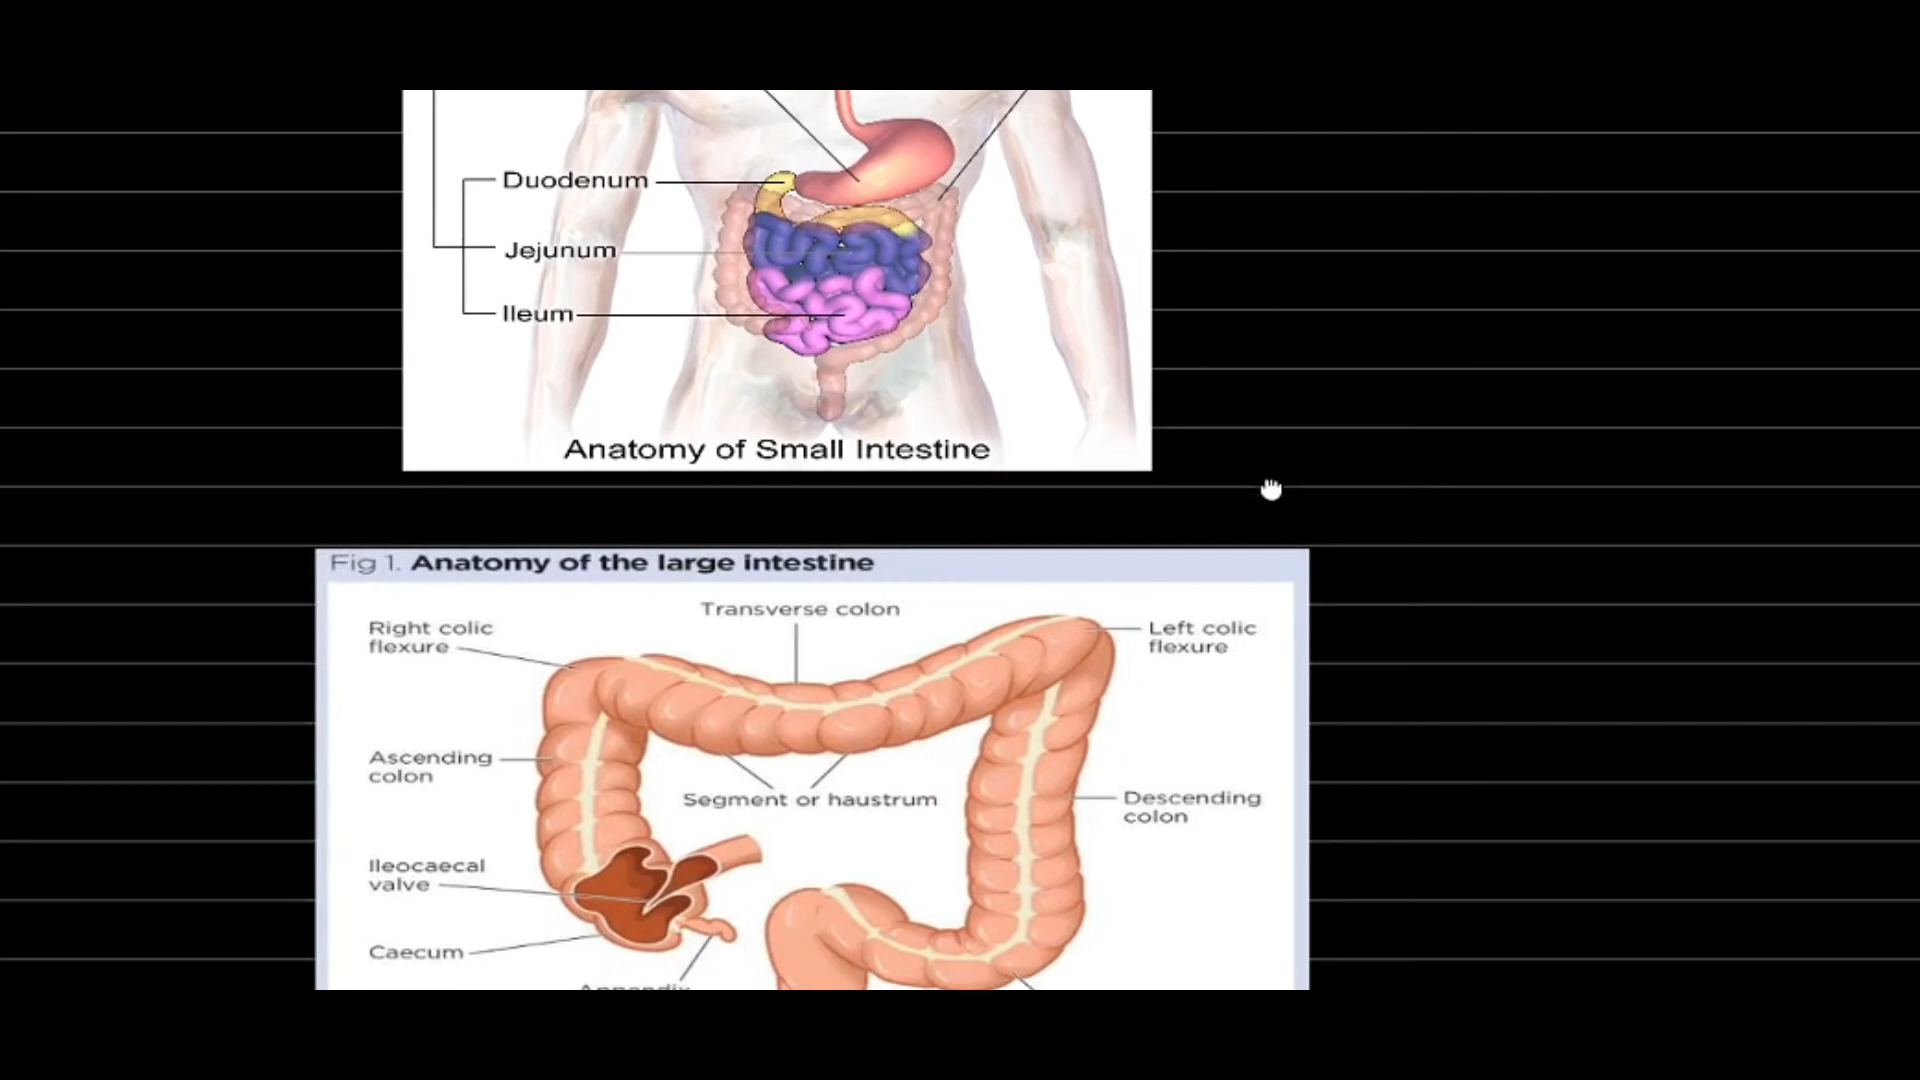 Duodenum
Jejunum
Ileum
Anatomy of Small Intestine
Fig 1. Anatomy of the large intestine
Transverse colon
Right colic
flexure
Left colic
flexure
Ascending
colon
Segment or haustrum
Descending
colon
Ileocaecal
valve
Caecum
Appendix